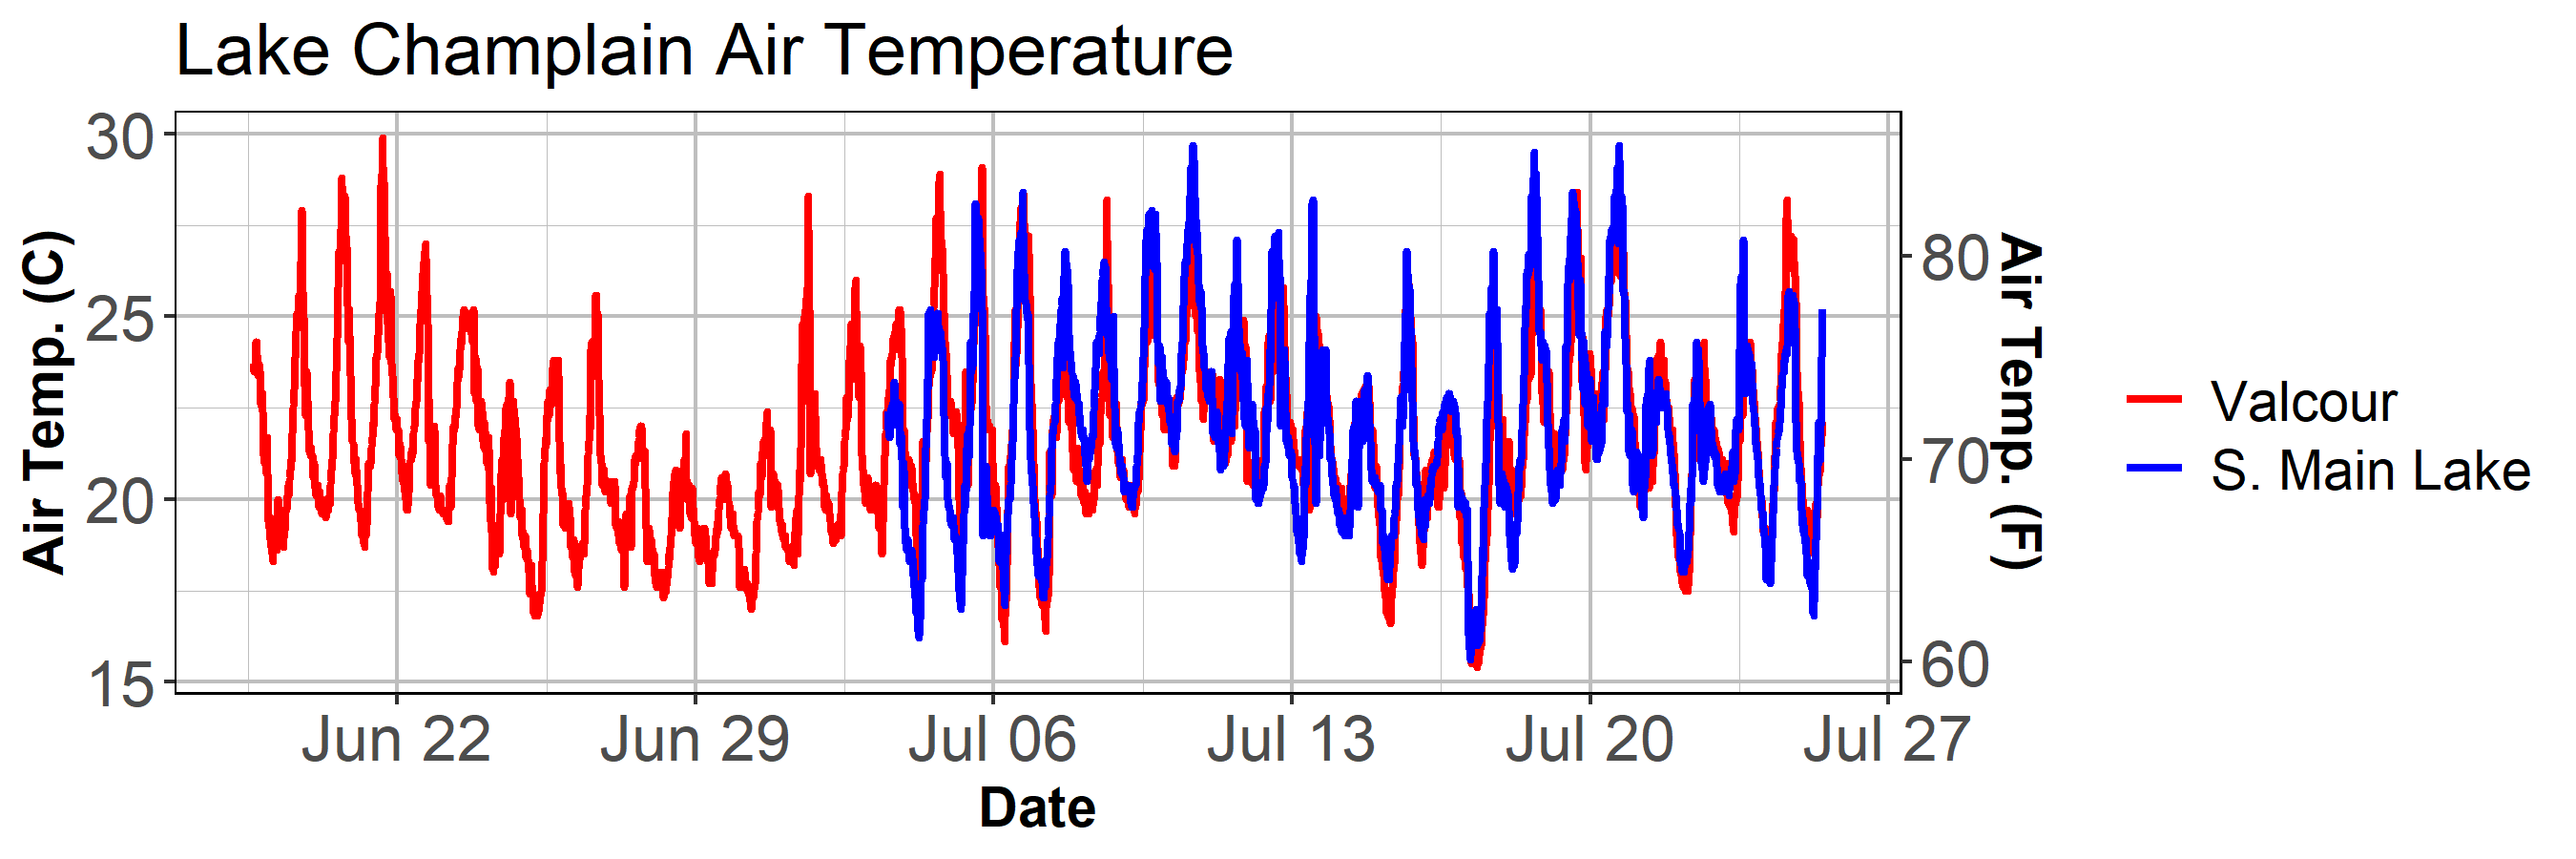 Lake Champlain Air Temperature
30
25
20
15
Air Temp. (C)
80
70
60
Air Temp. (F)
Jun 22 Jun 29 Jul 06 Jul 13 Jul 20 Jul 27
Date
Valcour
S. Main Lake